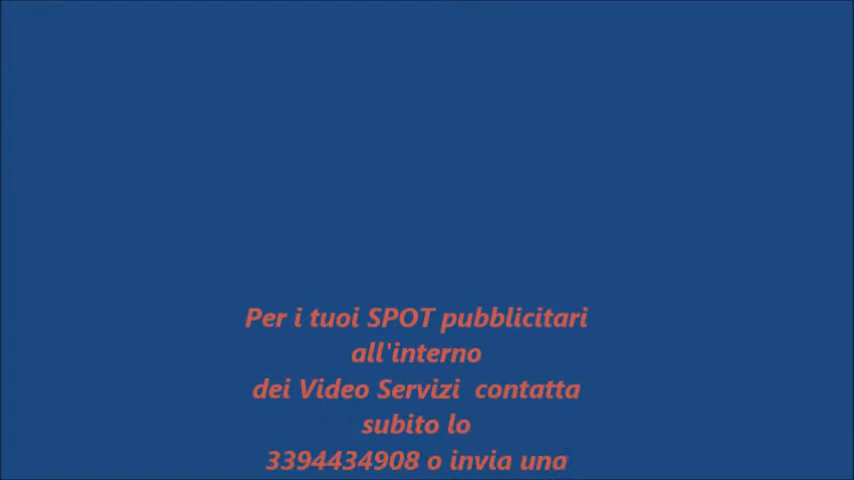 Per i tuoi SPOT pubblicitari
all'interno
dei Video Servizi  contatta
subito lo
3394434908 o invia una